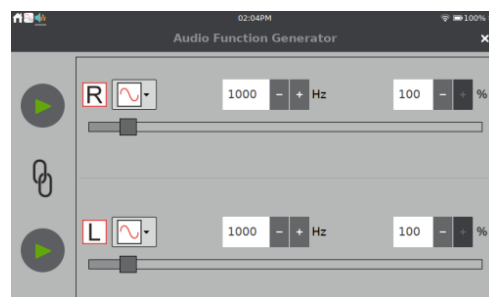 02:04PM 100%
Audio Function Generator ×
R 1000 - + Hz 100 - + %
L 1000 - + Hz 100 - + %